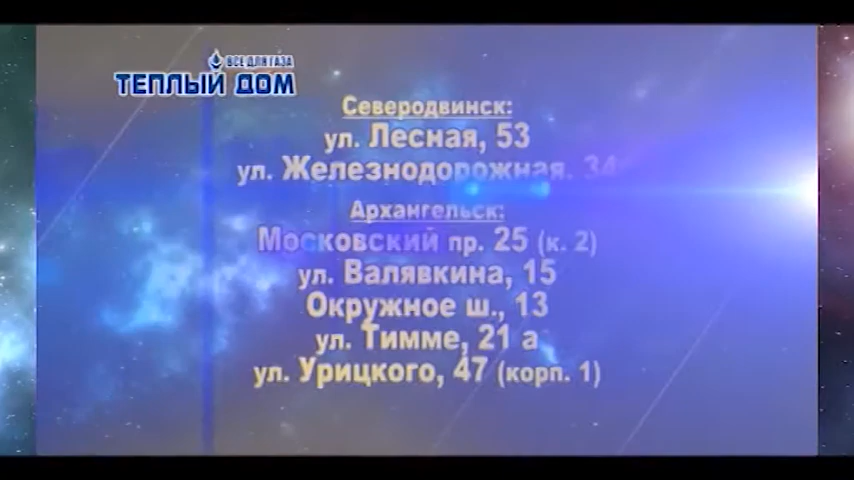 ВСЕ ДЛЯ ГАЗА
ТЕПЛЫЙ ДОМ
Северодвинск:
ул. Лесная, 53
ул. Железнодорожная. 34
Архангельск:
Московский пр. 25 (к. 2)
ул. Валявкина, 15
Окружное ш., 13
ул. Тимме, 21 а
ул. Урицкого, 47 (корп. 1)